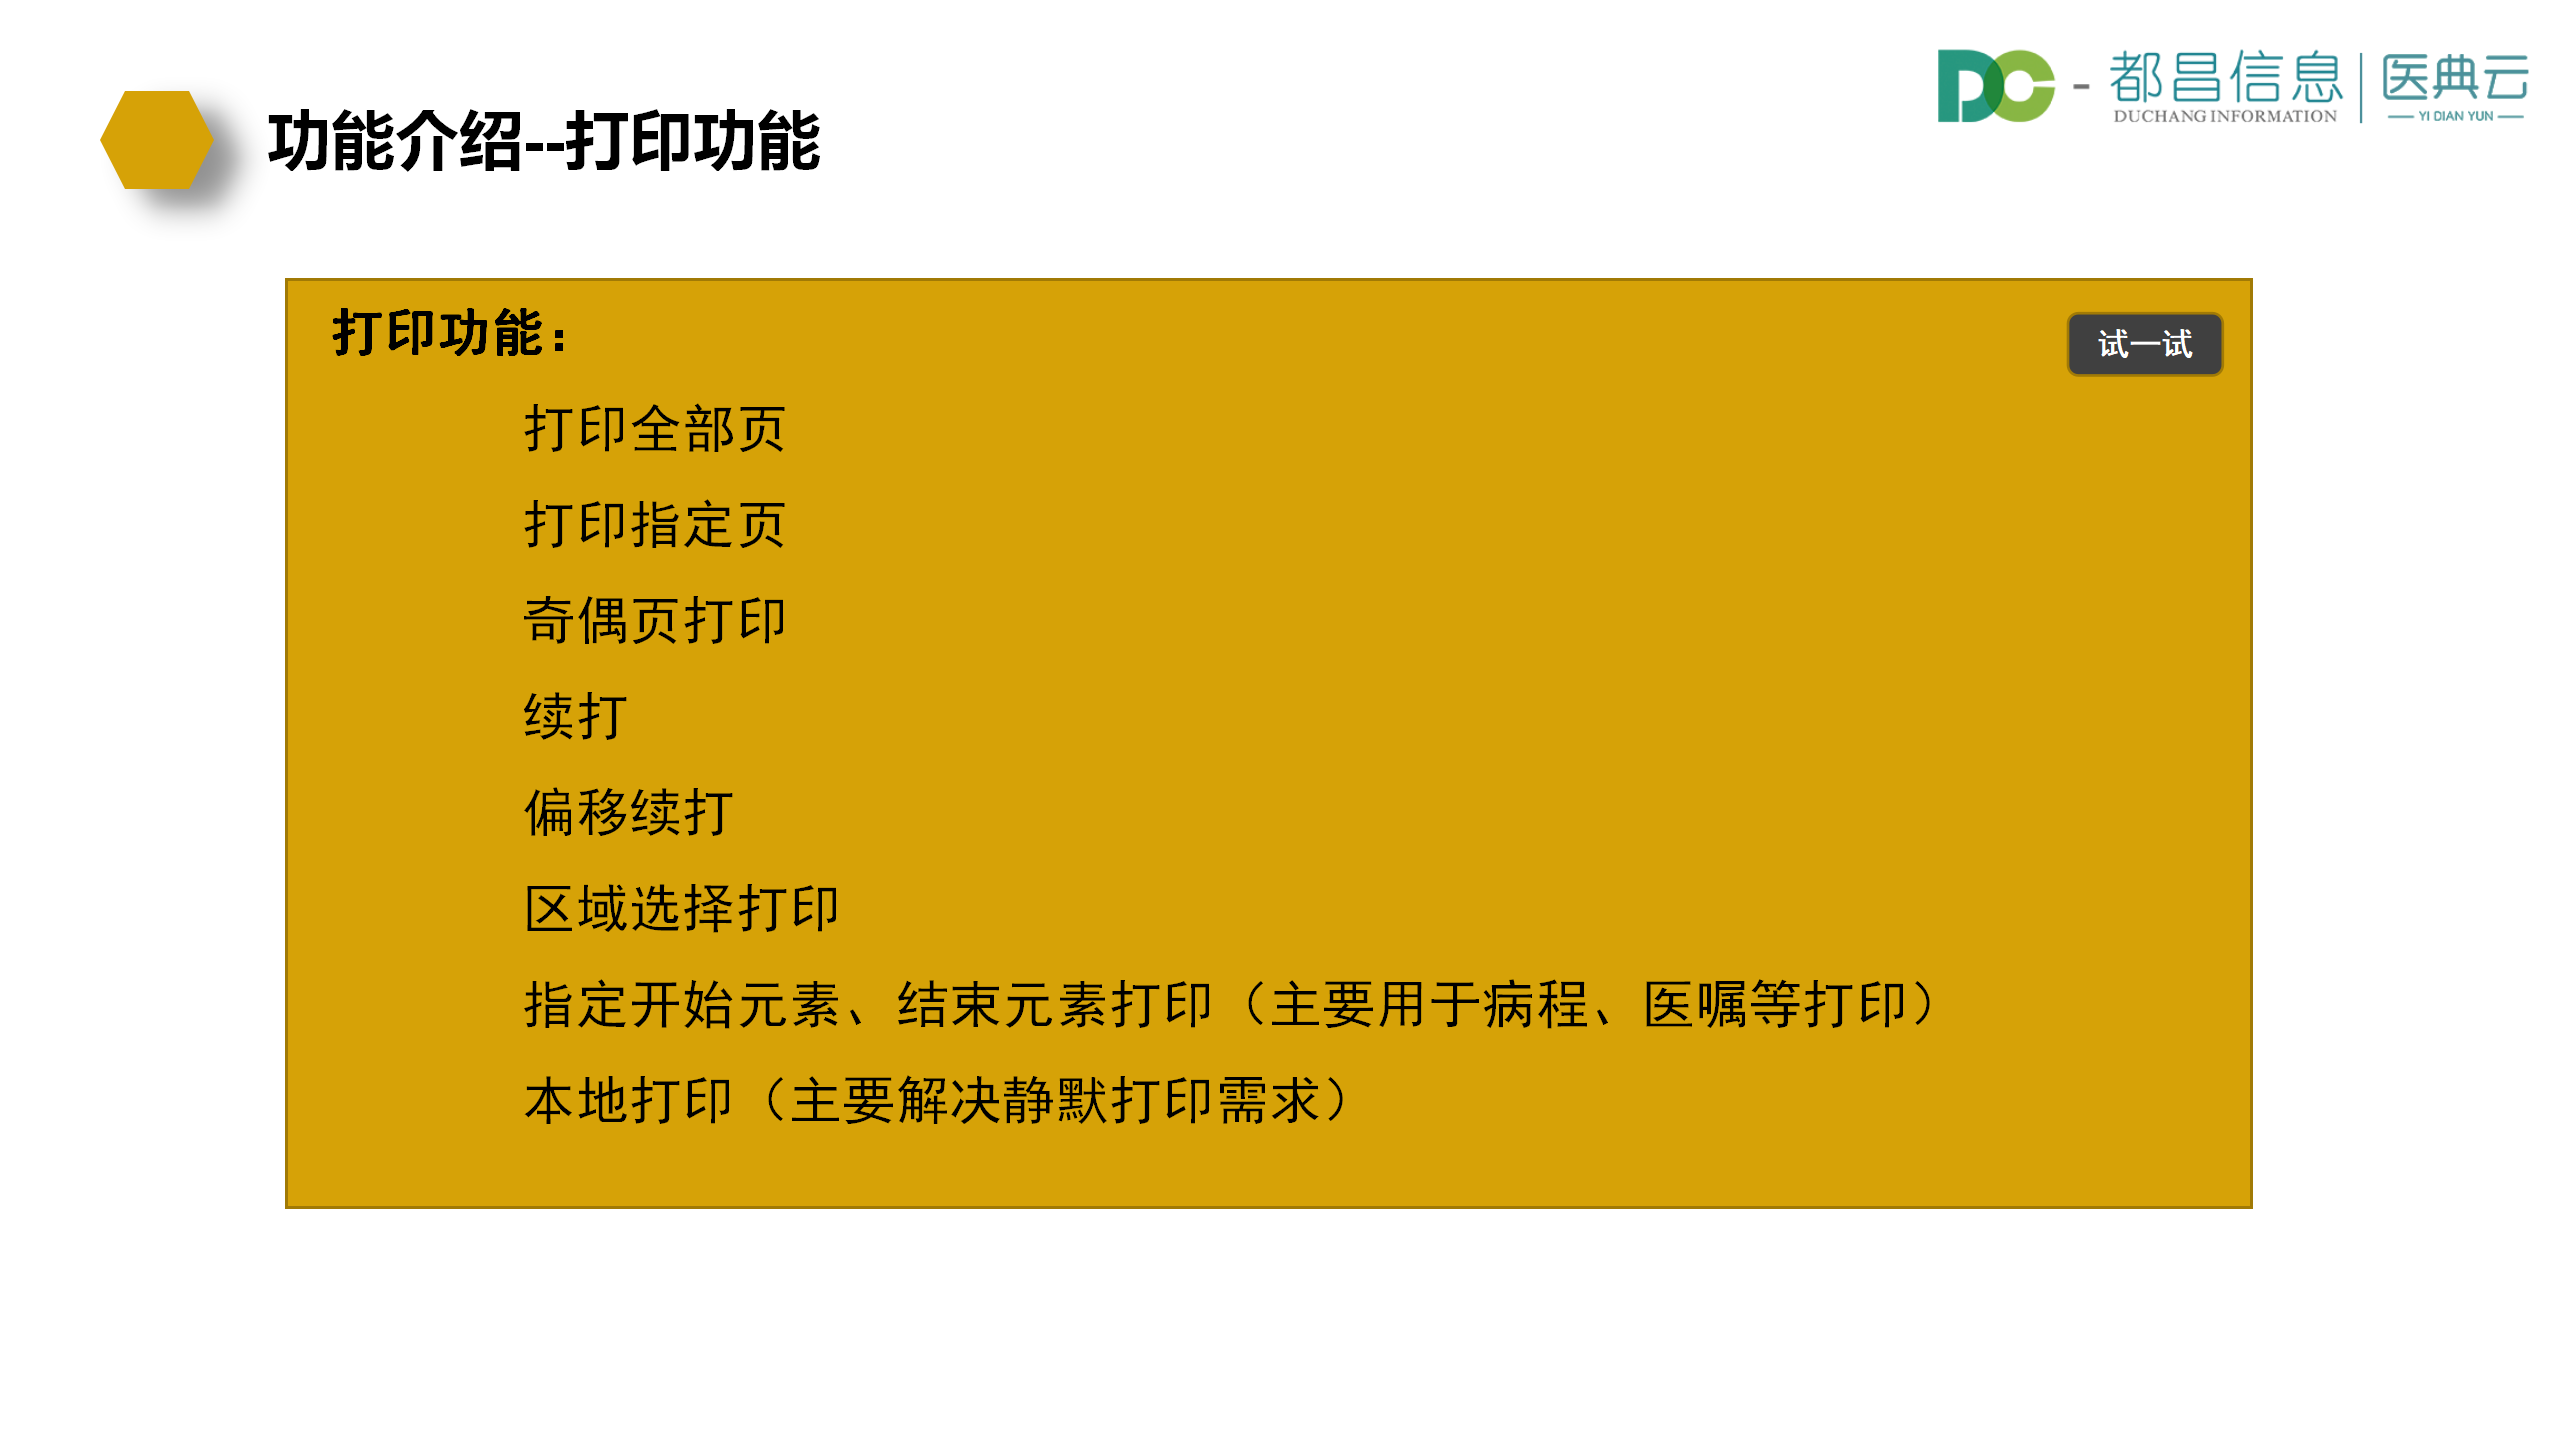 功能介绍--打印功能
DC - 都昌信息 | 医典云
DUCHANG INFORMATION
YI DIAN YUN
打印功能：
试一试
打印全部页
打印指定页
奇偶页打印
续打
偏移续打
区域选择打印
指定开始元素、结束元素打印（主要用于病程、医嘱等打印）
本地打印（主要解决静默打印需求）